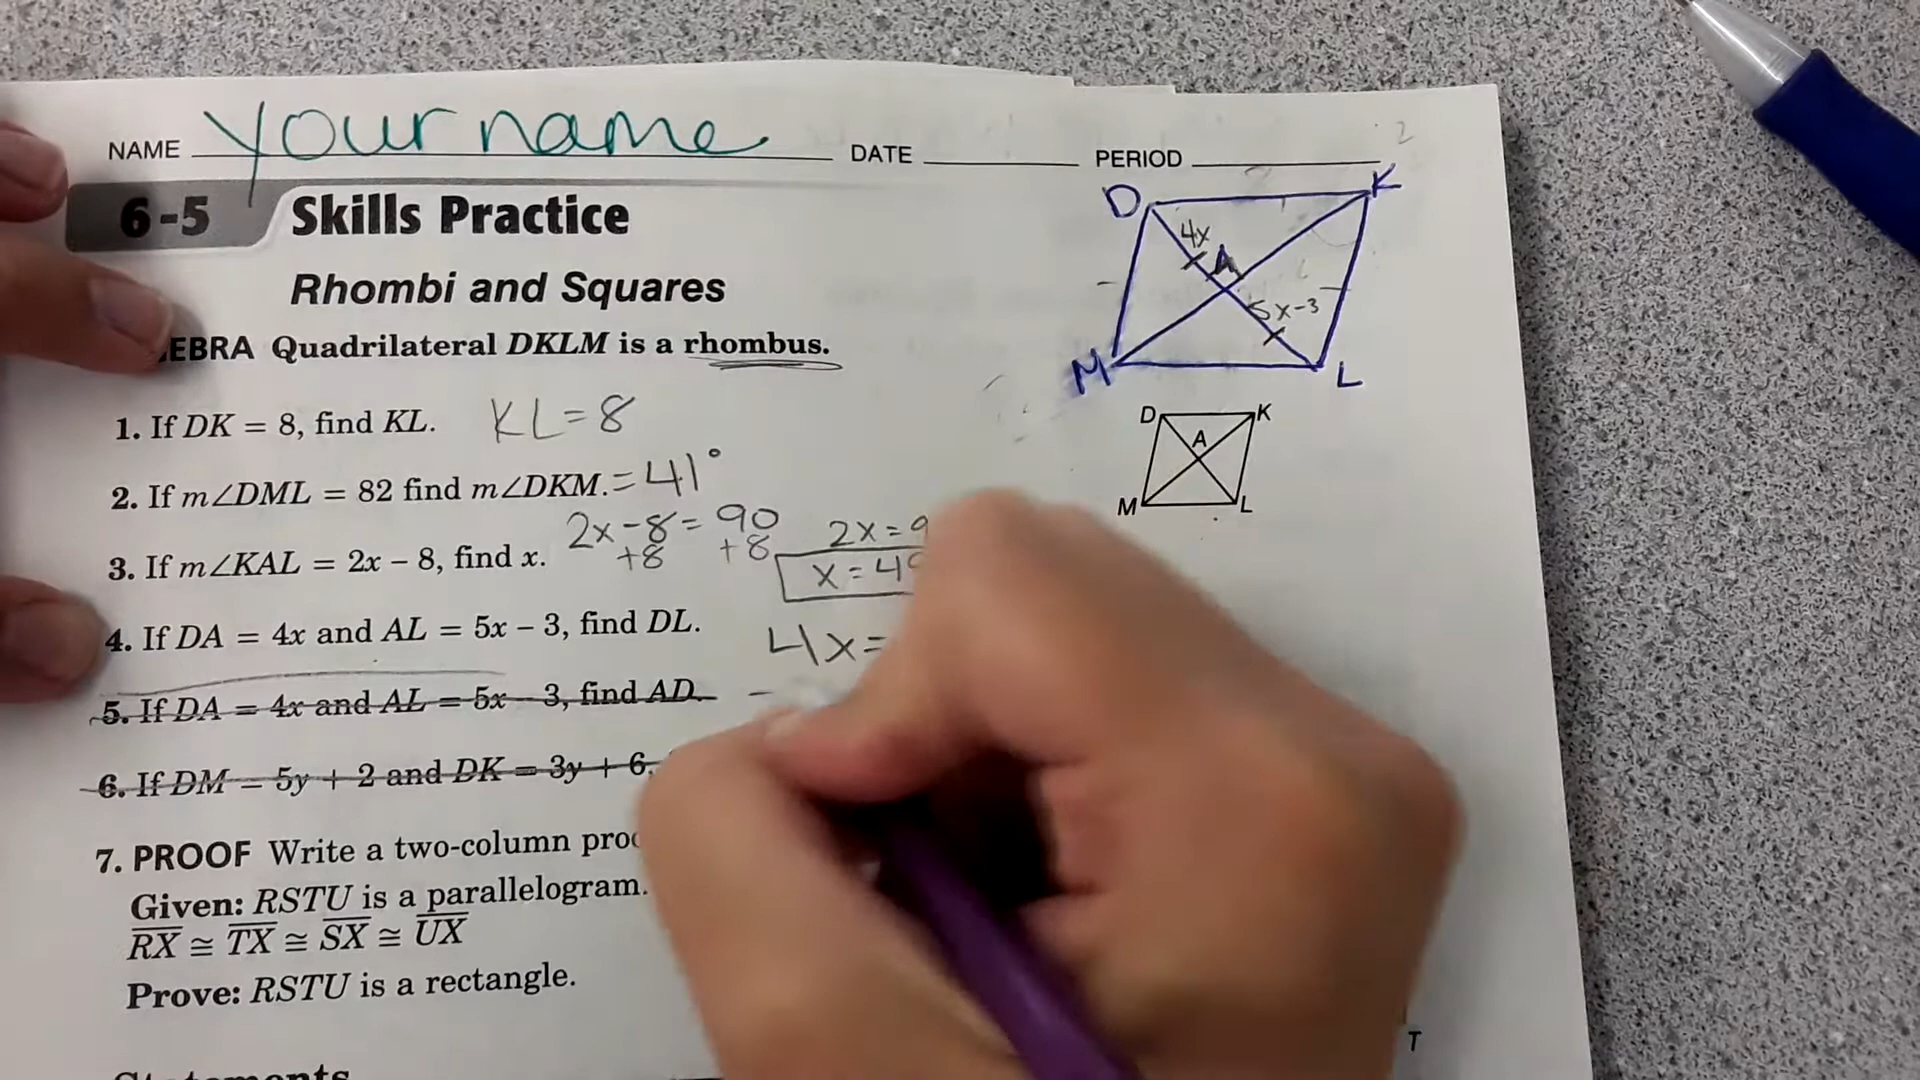 NAME your name DATE PERIOD
6-5 Skills Practice
Rhombi and Squares
EBRA Quadrilateral DKLM is a rhombus.
D K
4x
A
5x-3
M L
1. If DK = 8, find KL. KL=8
D K
A
M L
2. If m∠DML = 82 find m∠DKM. =41°
2x-8=90 2x=9
+8 +8
3. If m∠KAL = 2x – 8, find x. x=49
4. If DA = 4x and AL = 5x – 3, find DL. 4x=
5. If DA = 4x and AL = 5x – 3, find AD. –
6. If DM = 5y + 2 and DK = 3y + 6,
7. PROOF Write a two-column
Given: RSTU is a parallelogram.
RX ≅ TX ≅ SX ≅ UX
Prove: RSTU is a rectangle.
T
Statements